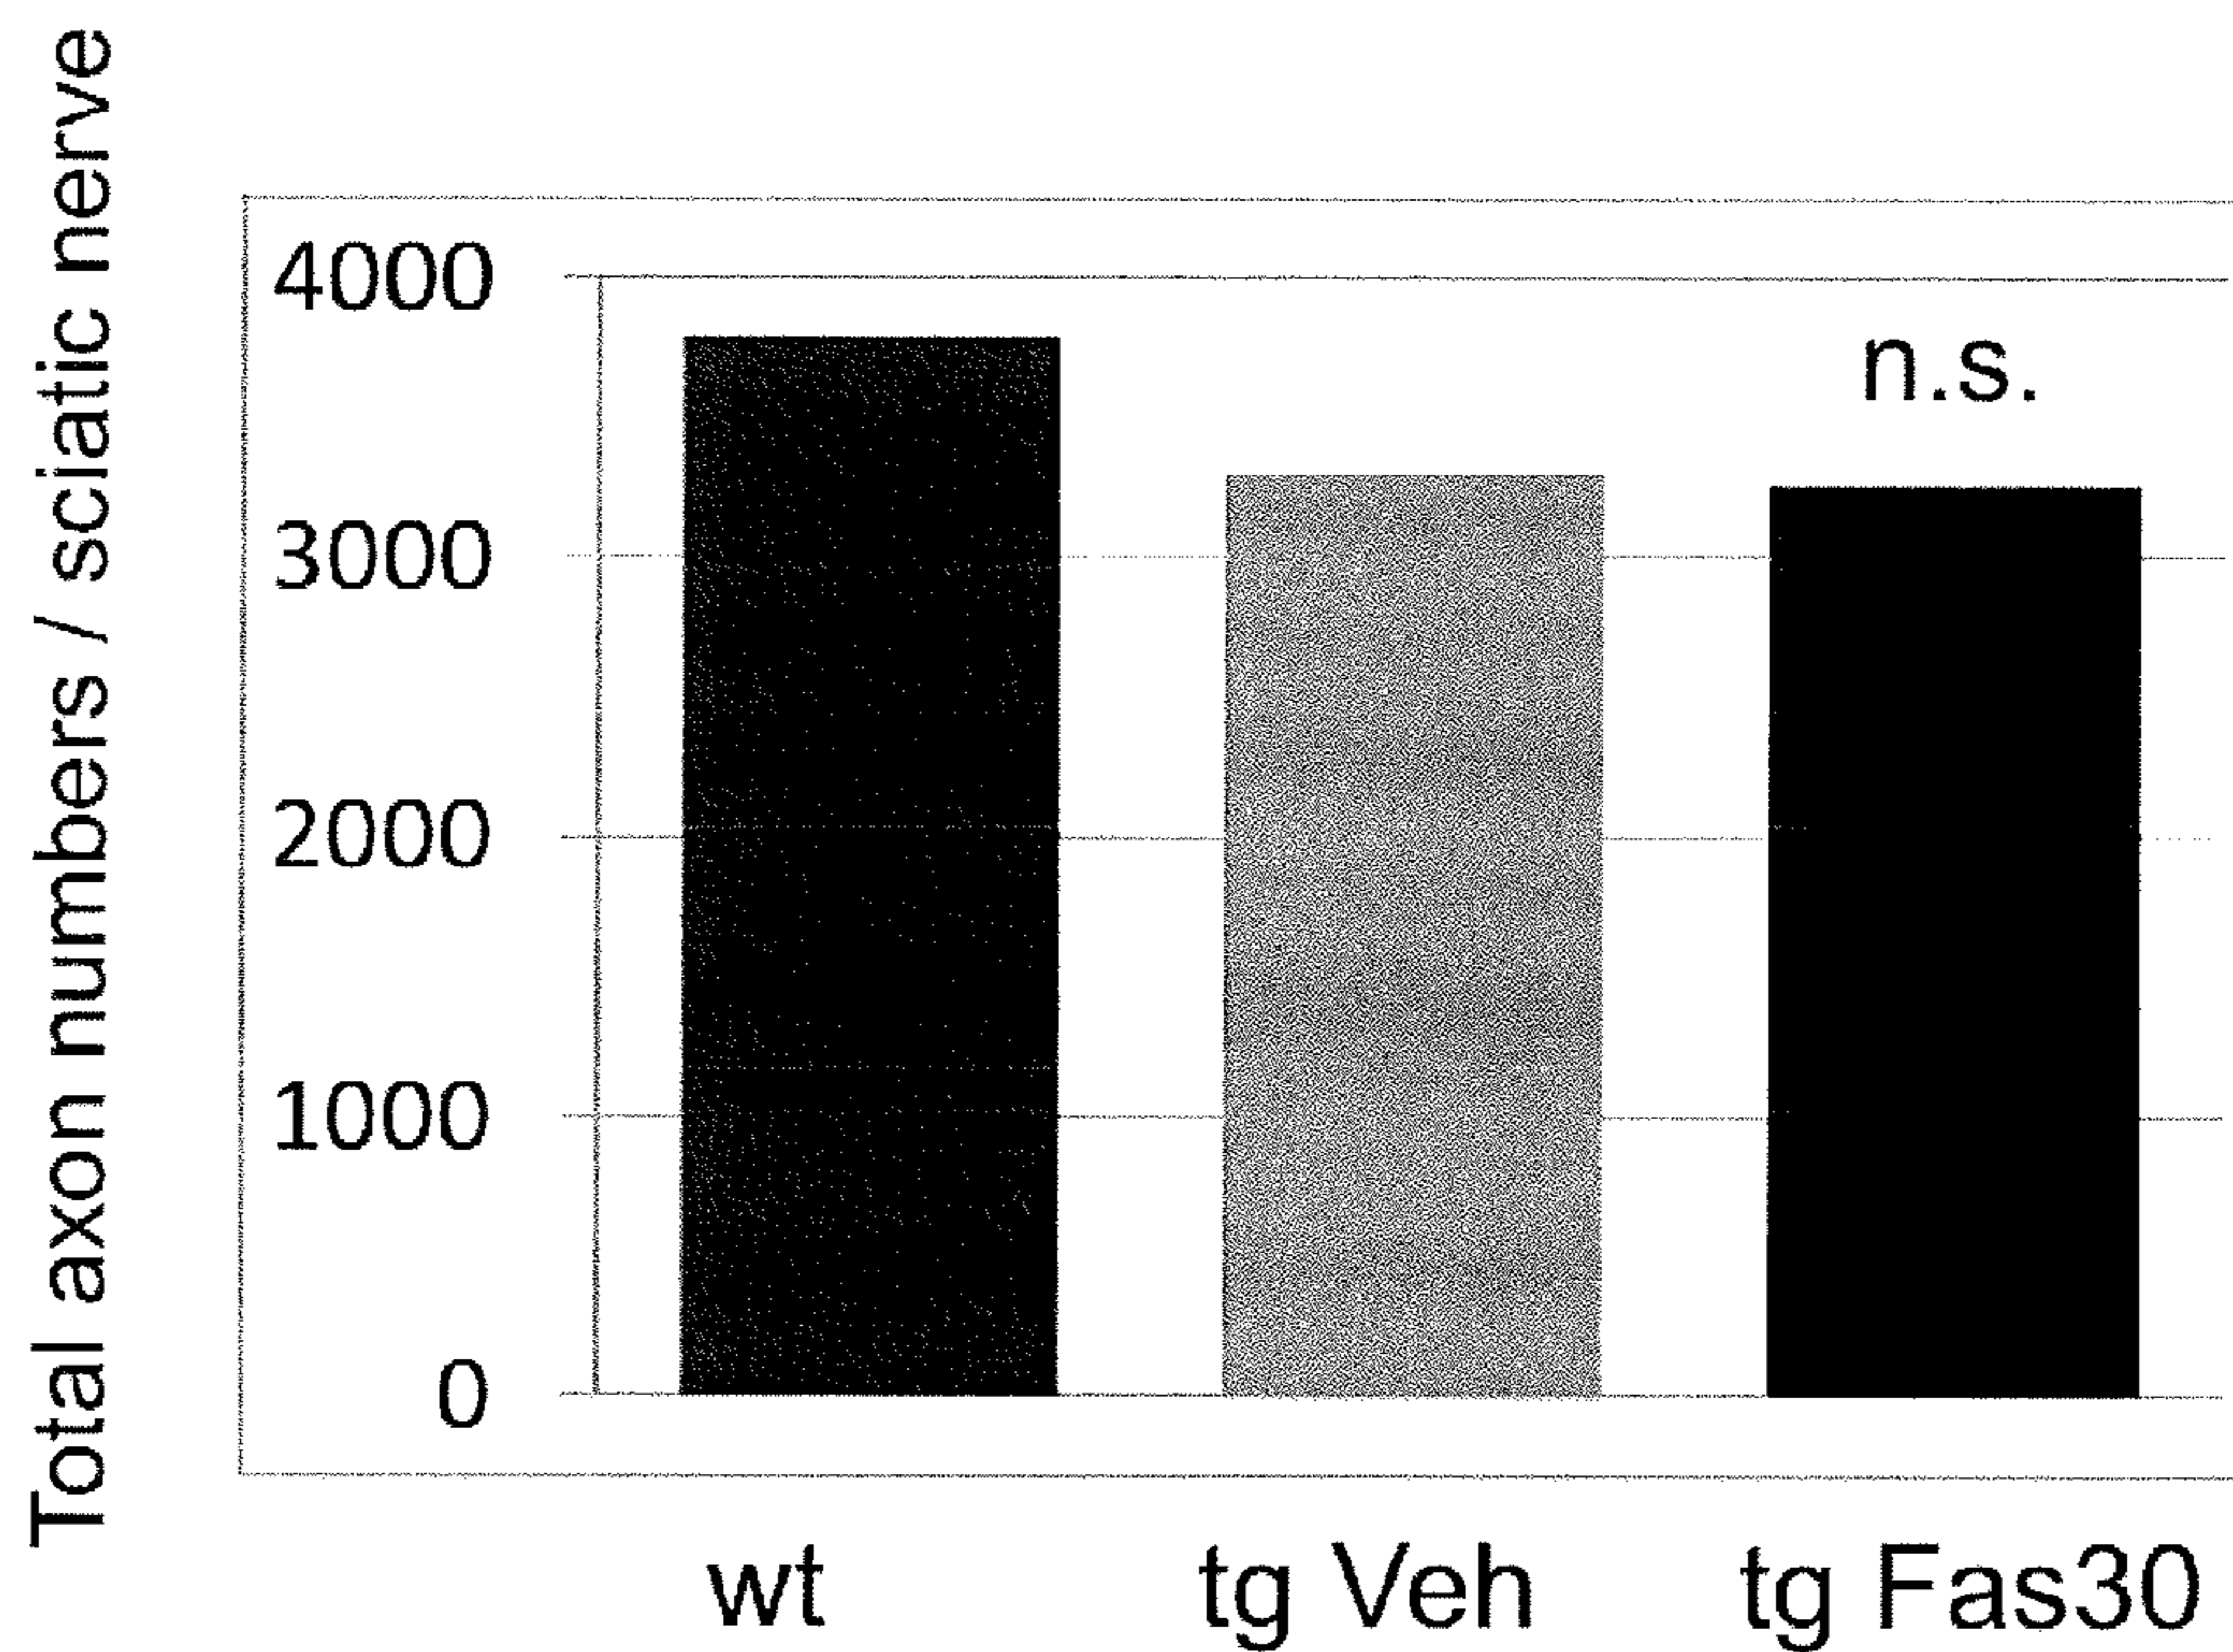 Total axon numbers / sciatic nerve
4000
n.s.
3000
2000
1000
0
wt
tg Veh
tg Fas30